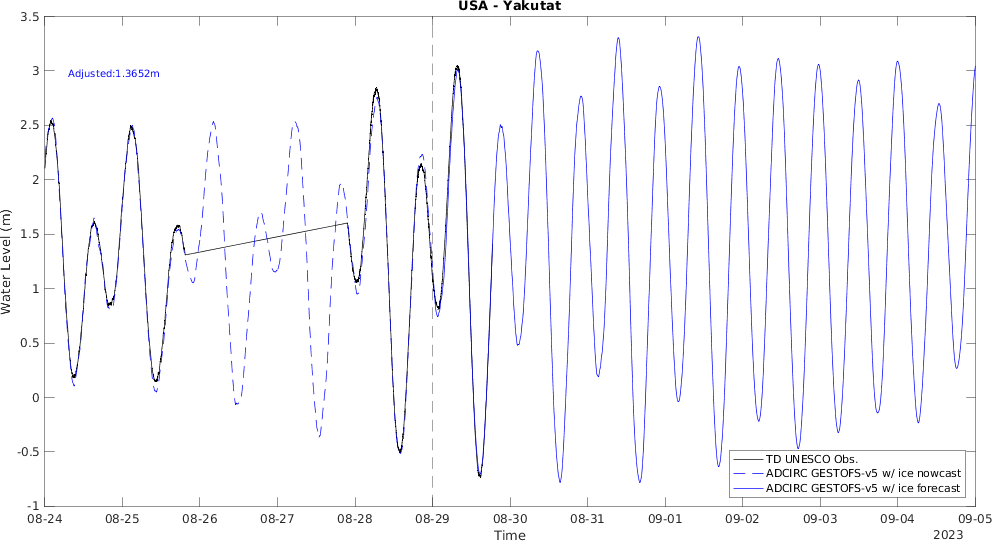 USA - Yakutat
Adjusted:1.3652m
Water Level (m)
3.5
3
2.5
2
1.5
1
0.5
0
-0.5
-1
TD UNESCO Obs.
ADCIRC GESTOFS-v5 w/ ice nowcast
ADCIRC GESTOFS-v5 w/ ice forecast
08-24 08-25 08-26 08-27 08-28 08-29 08-30 08-31 09-01 09-02 09-03 09-04 09-05
Time
2023